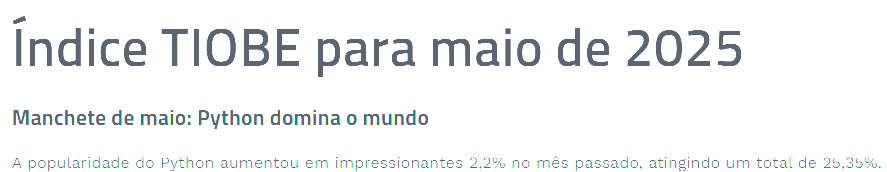 Índice TIOBE para maio de 2025
Manchete de maio: Python domina o mundo
A popularidade do Python aumentou em impressionantes 2,2% no mês passado, atingindo um total de 25,35%.